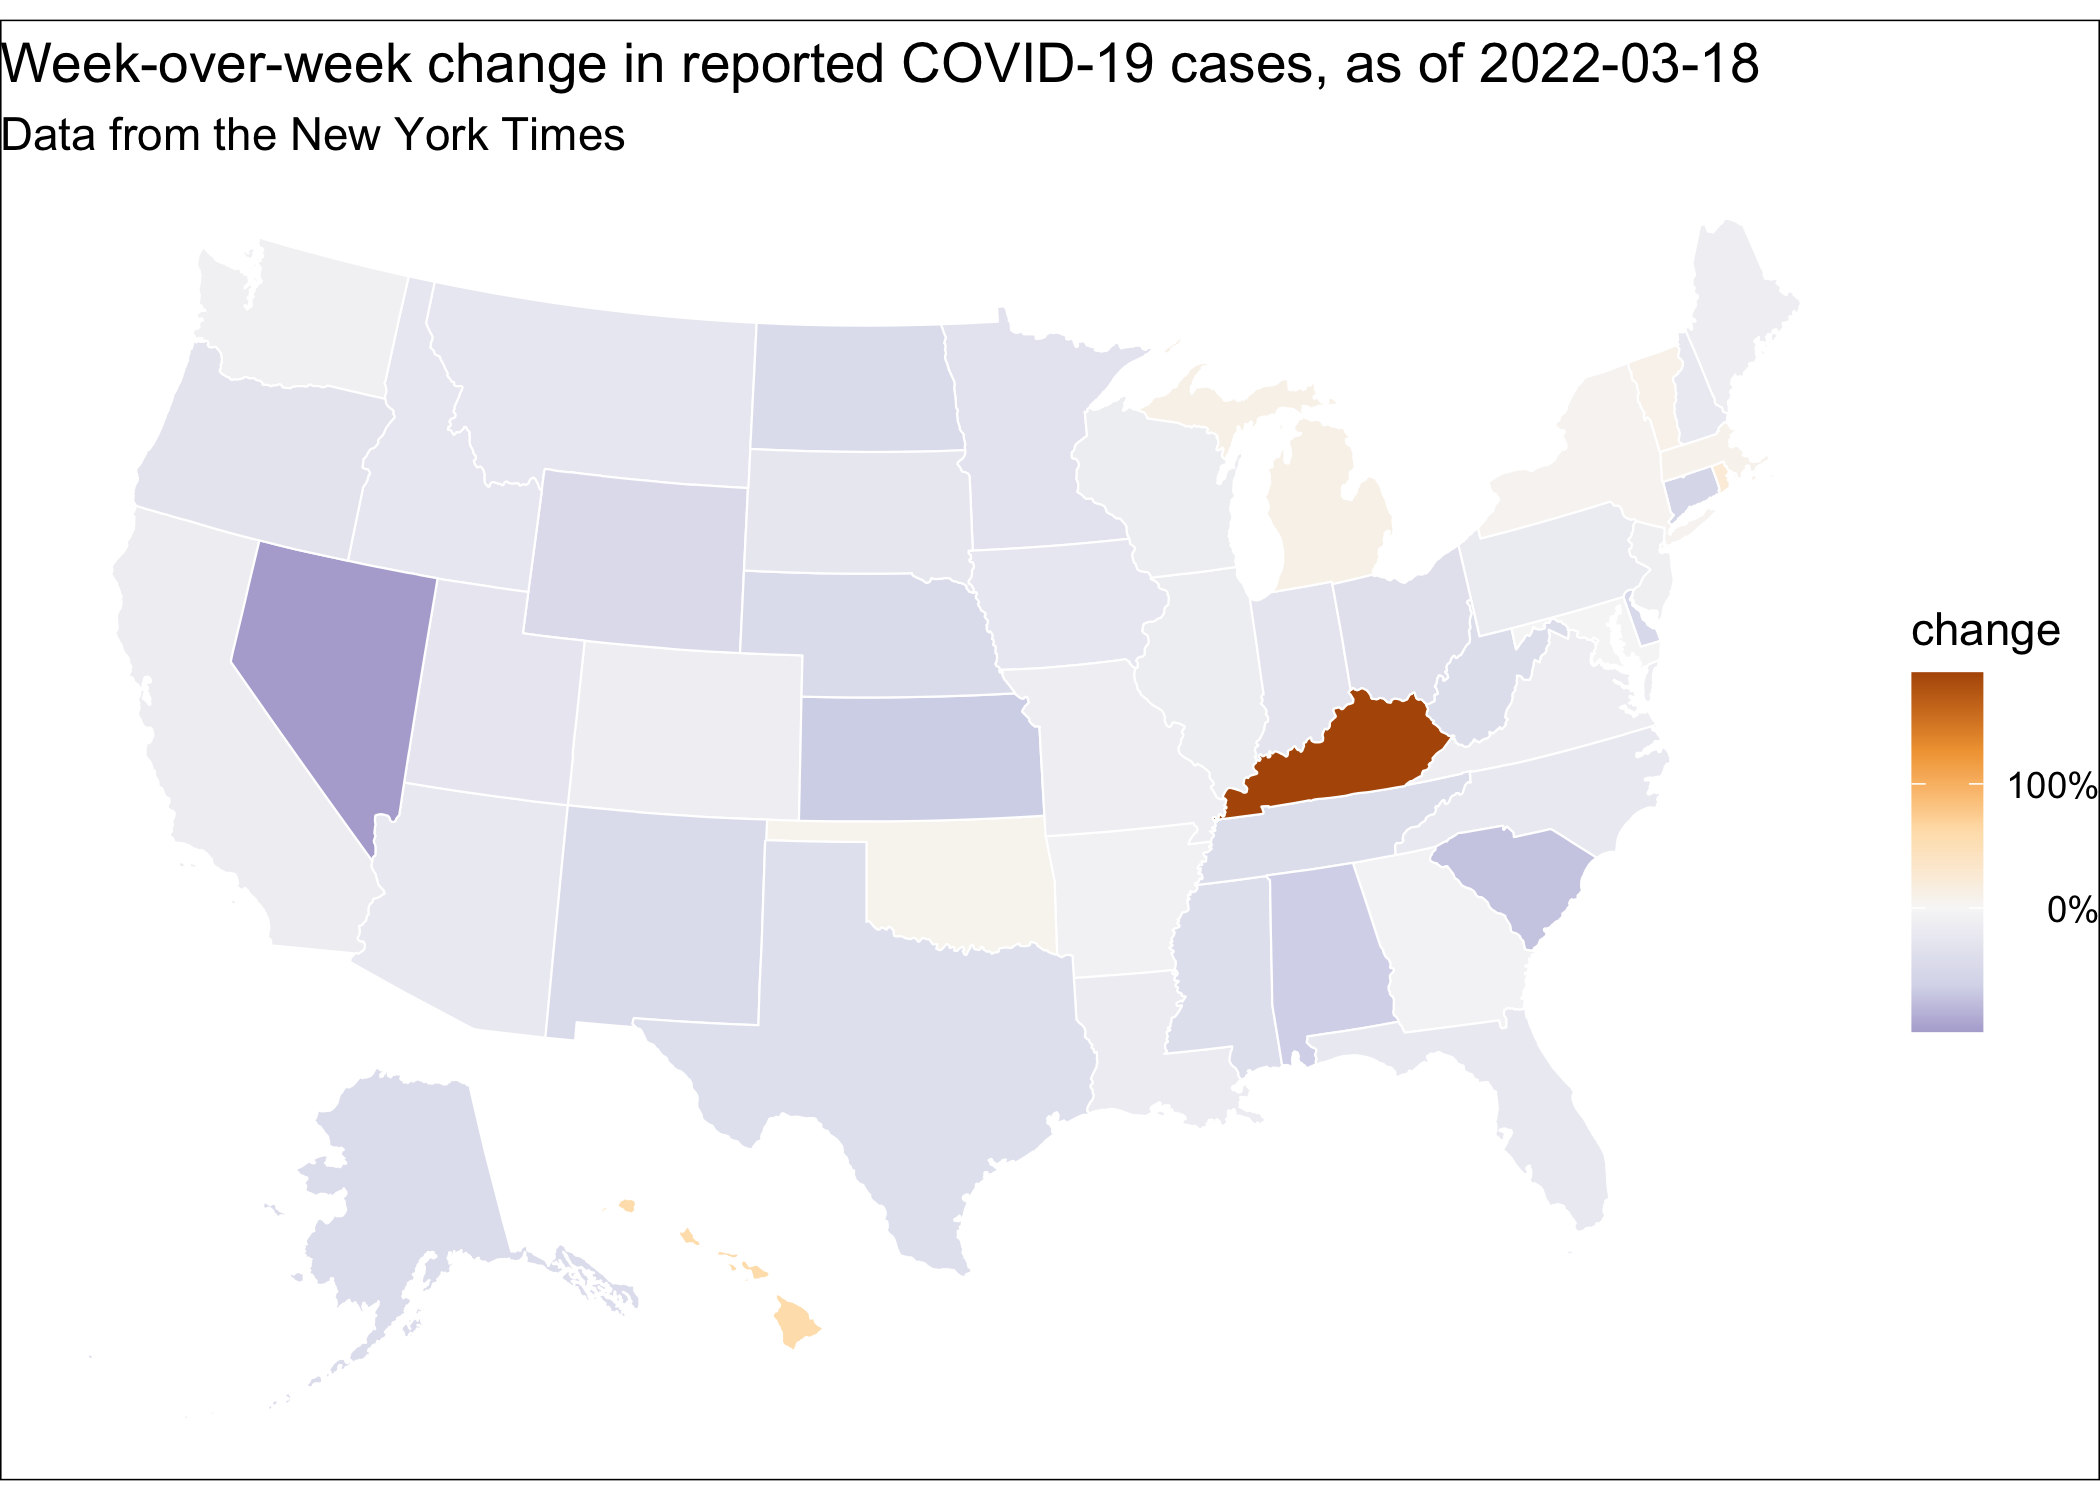 Week-over-week change in reported COVID-19 cases, as of 2022-03-18
Data from the New York Times
change
100%
0%